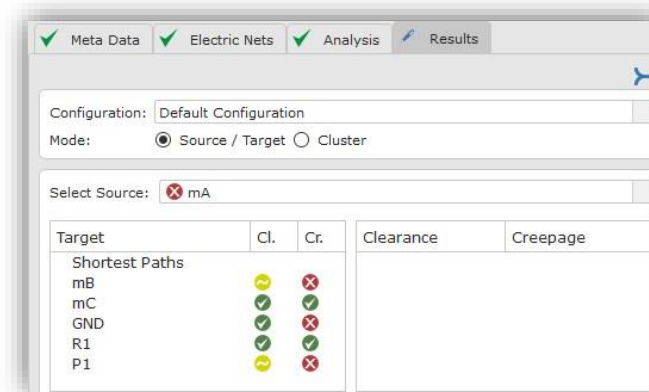 Meta Data Electric Nets Analysis Results
Configuration: Default Configuration
Mode: Source / Target Cluster
Select Source: mA
Target Cl. Cr. Clearance Creepage
Shortest Paths
mB
mC
GND
R1
P1